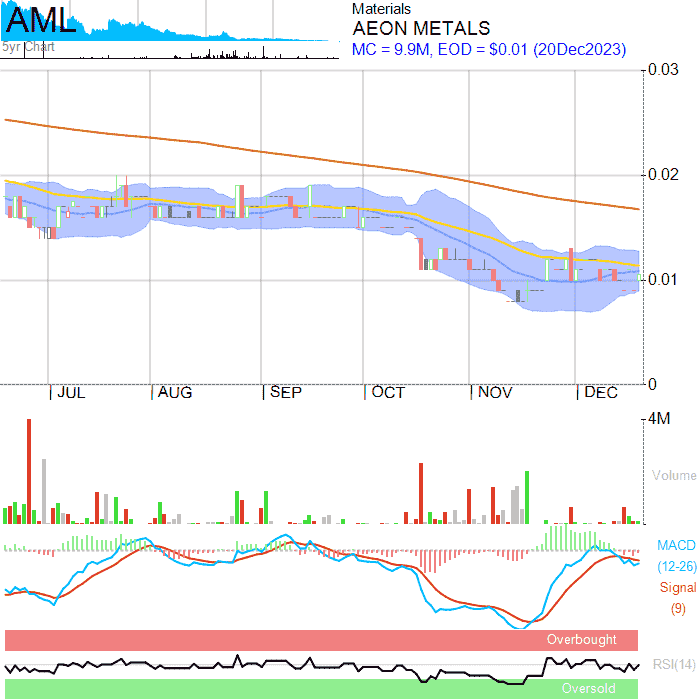 AML
5yr Chart
Materials
AEON METALS
MC = 9.9M, EOD = $0.01 (20Dec2023)
0.03
0.02
0.01
0
JUL AUG SEP OCT NOV DEC
4M
Volume
MACD
(12-26)
Signal
(9)
Overbought
RSI(14)
Oversold